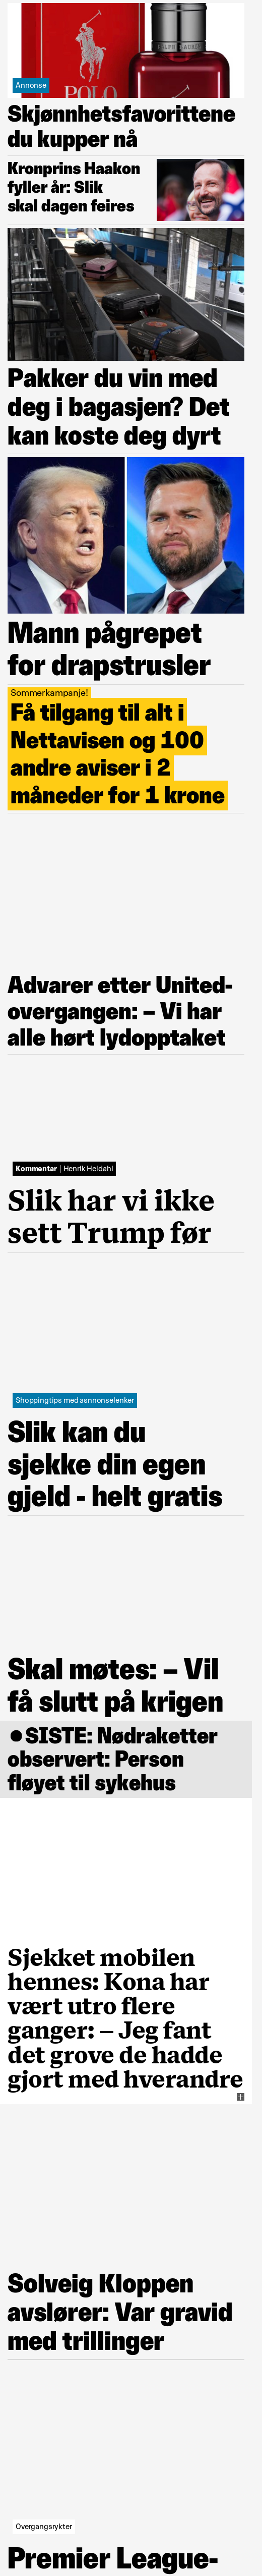 POLO
Annonse
Skjønnhetsfavorittene
du kupper nå
Kronprins Haakon
fyller år: Slik
skal dagen feires
Pakker du vin med
deg i bagasjen? Det
kan koste deg dyrt
Mann pågrepet
for drapstrusler
Sommerkampanje!
Få tilgang til alt i
Nettavisen og 100
andre aviser i 2
måneder for 1 krone
Advarer etter United-
overgangen: – Vi har
alle hørt lydopptaket
Kommentar | Henrik Heldahl
Slik har vi ikke
sett Trump før
Shoppingtips med asnnonselenker
Slik kan du
sjekke din egen
gjeld - helt gratis
Skal møtes: – Vil
få slutt på krigen
●SISTE: Nødraketter
observert: Person
fløyet til sykehus
Sjekket mobilen
hennes: Kona har
vært utro flere
ganger: – Jeg fant
det grove de hadde
gjort med hverandre
Solveig Kloppen
avslører: Var gravid
med trillinger
Overgangsrykter
Premier League-